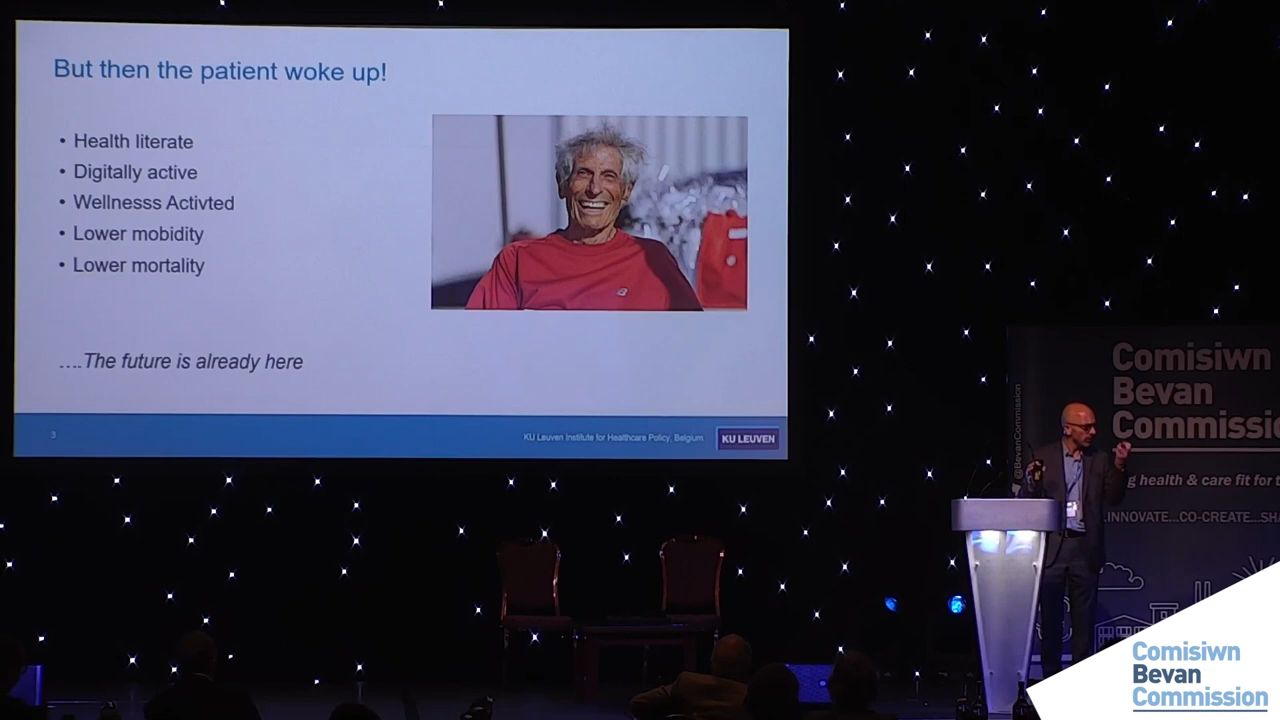 But then the patient woke up!
• Health literate
• Digitally active
• Wellnesss Activted
• Lower mobidity
• Lower mortality
….The future is already here
3
KU Leuven Institute for Healthcare Policy, Belgium
KU LEUVEN
@BevanCommission
Comisiwn
Bevan
Commissio
g health & care fit for t
.INNOVATE...CO-CREATE...SH
Comisiwn
Bevan
Commission